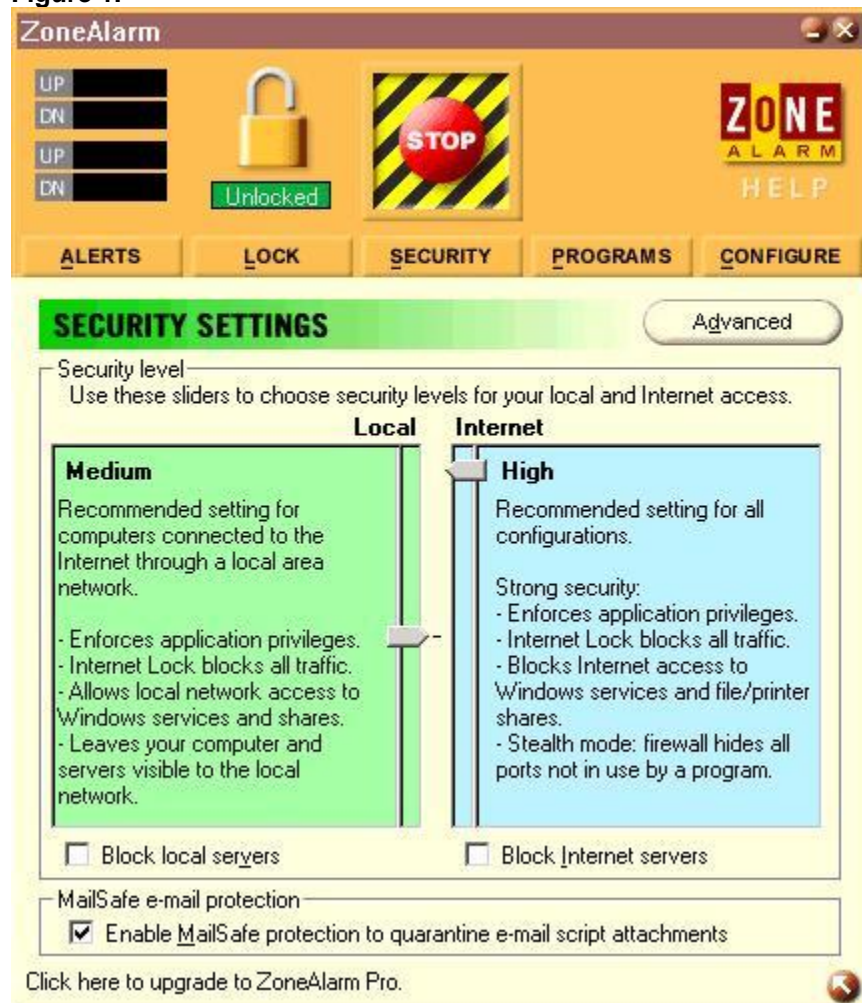 Figure 1:
ZoneAlarm
UP
DN
UP
DN
Unlocked
STOP
ZONE
ALARM
HELP
ALERTS
LOCK
SECURITY
PROGRAMS
CONFIGURE
SECURITY SETTINGS
Advanced
Security level
Use these sliders to choose security levels for your local and Internet access.
Local
Internet
Medium
Recommended setting for
computers connected to the
Internet through a local area
network.
- Enforces application privileges.
- Internet Lock blocks all traffic.
- Allows local network access to
Windows services and shares.
- Leaves your computer and
servers visible to the local
network.
High
Recommended setting for all
configurations.
Strong security:
- Enforces application privileges.
- Internet Lock blocks all traffic.
- Blocks Internet access to
Windows services and file/printer
shares.
- Stealth mode: firewall hides all
ports not in use by a program.
Block local servers
Block Internet servers
MailSafe e-mail protection
Enable MailSafe protection to quarantine e-mail script attachments
Click here to upgrade to ZoneAlarm Pro.